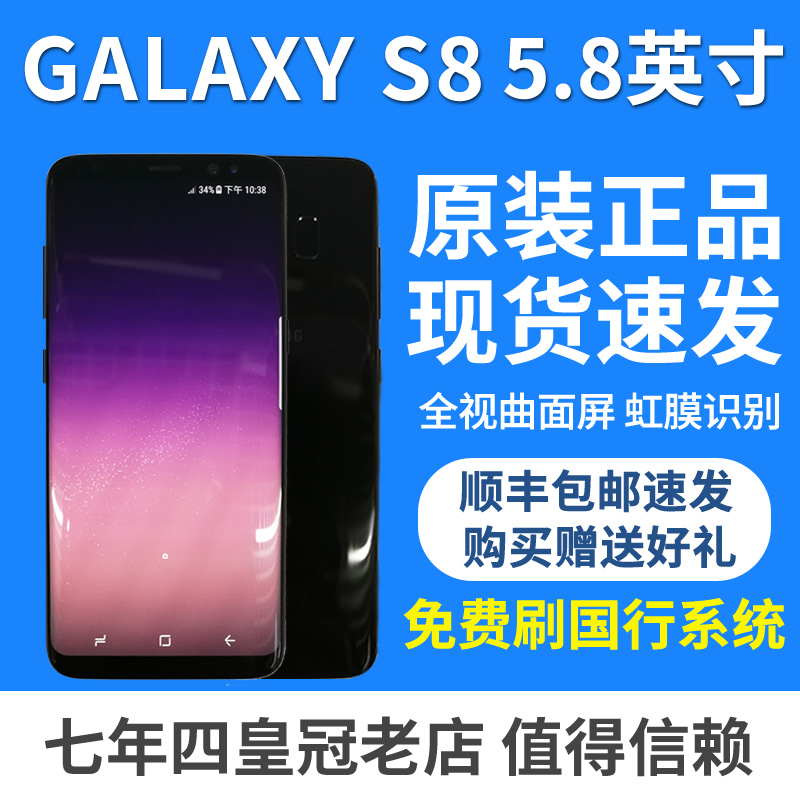 GALAXY S8 5.8英寸
34% 下午 10:38
原装正品
现货速发
全视曲面屏 虹膜识别
顺丰包邮速发
购买赠送好礼
免费刷国行系统
七年四皇冠老店 值得信赖